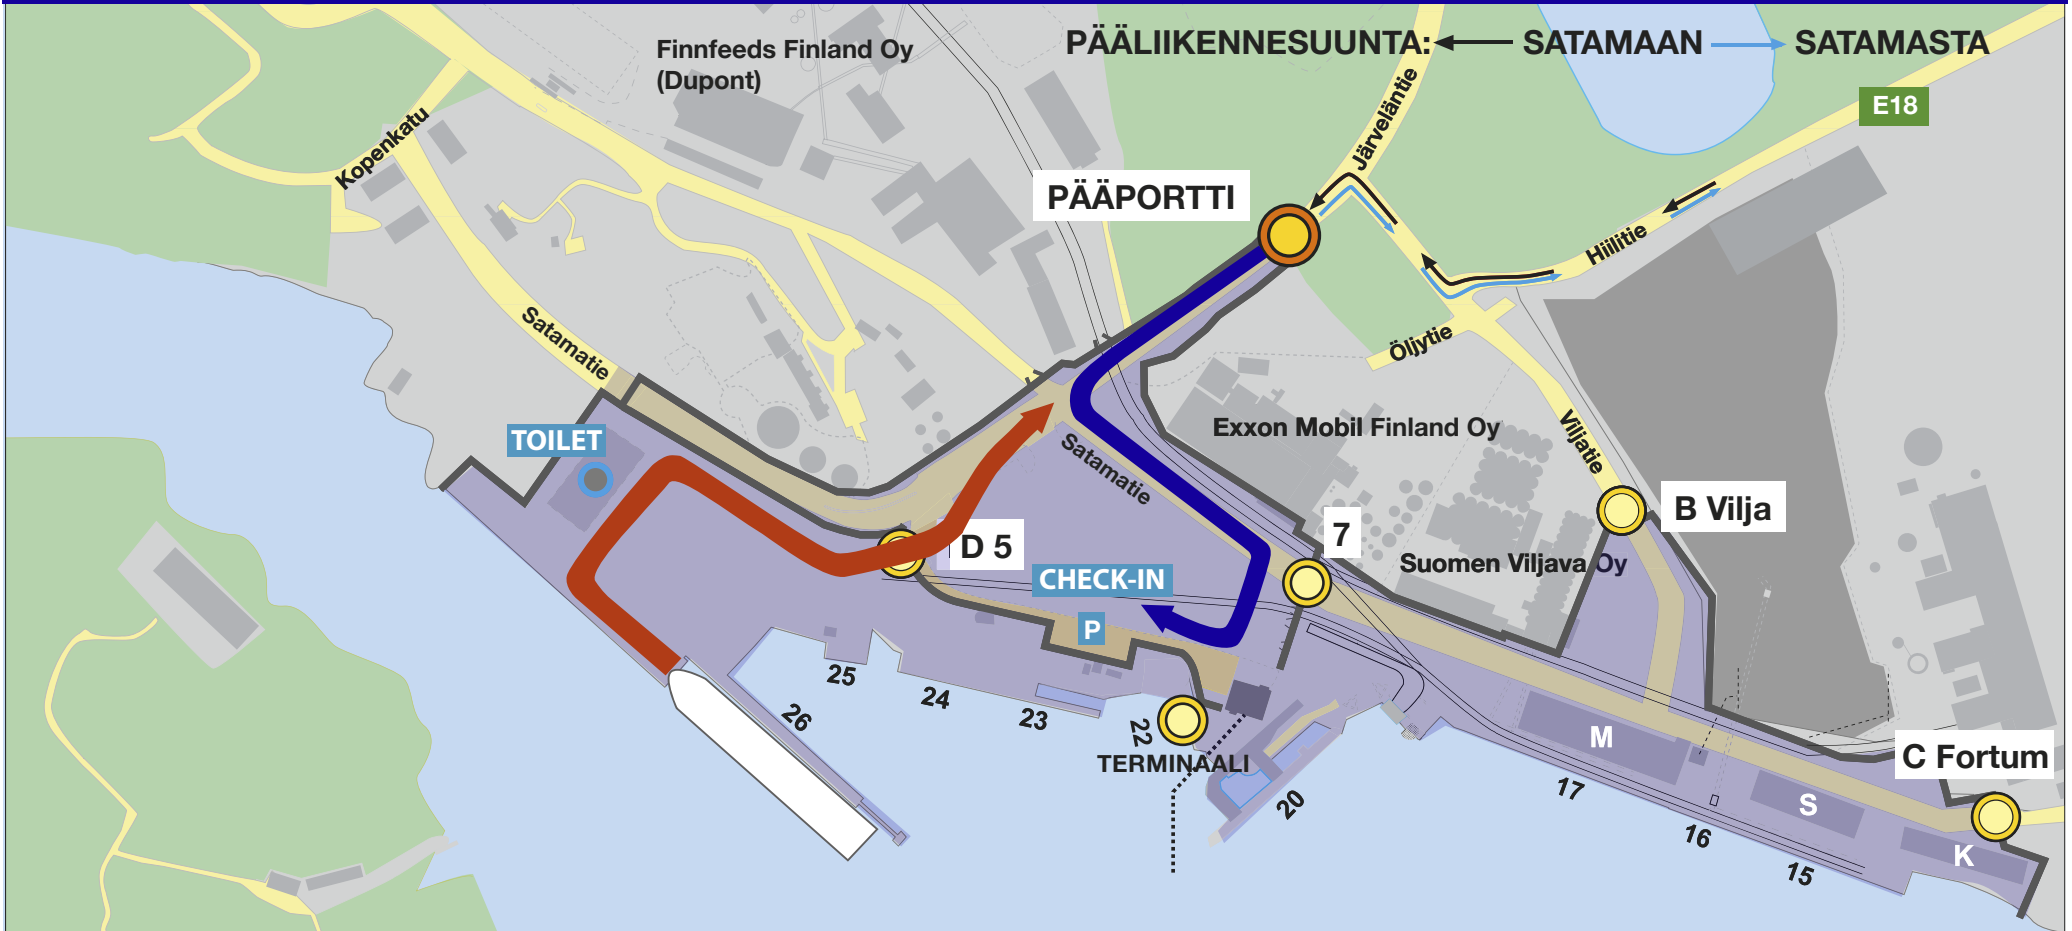 Finnfeeds Finland Oy
(Dupont)
PÄÄLIIKENNESUUNTA: SATAMAAN SATAMASTA
E18
Kopenkatu
Järveläntie
PÄÄPORTTI
Hiilitie
Satamatie
Öljytie
TOILET
Exxon Mobil Finland Oy
Satamatie
Viljatie
B Vilja
7
D 5
Suomen Viljava Oy
CHECK-IN
P
25
24
23
26
22
TERMINAALI
20
M
17
S
16
15
K
C Fortum